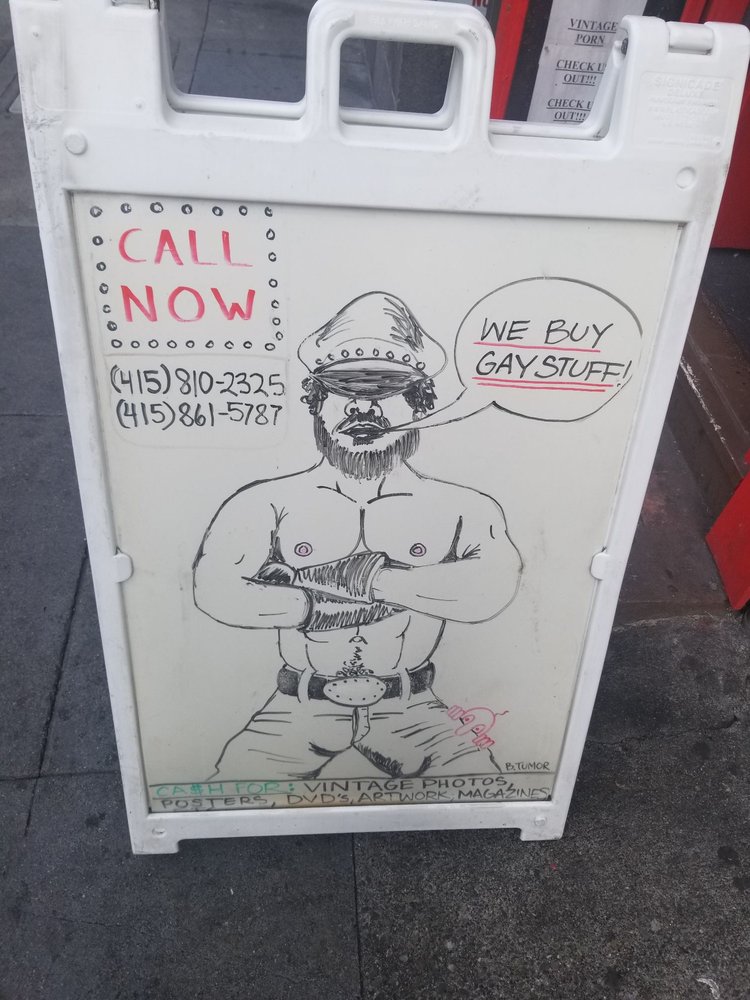 VINTAGE
PORN
CHECK U
OUT!!!
CHECK U
OUT!!!
SIGNICADE
CALL
NOW
(415) 810-2325
(415) 861-5787
WE BUY
GAY STUFF!
B.TUMOR
CA$H FOR: VINTAGE PHOTOS,
POSTERS, DVD'S, ARTWORK, MAGAZINES